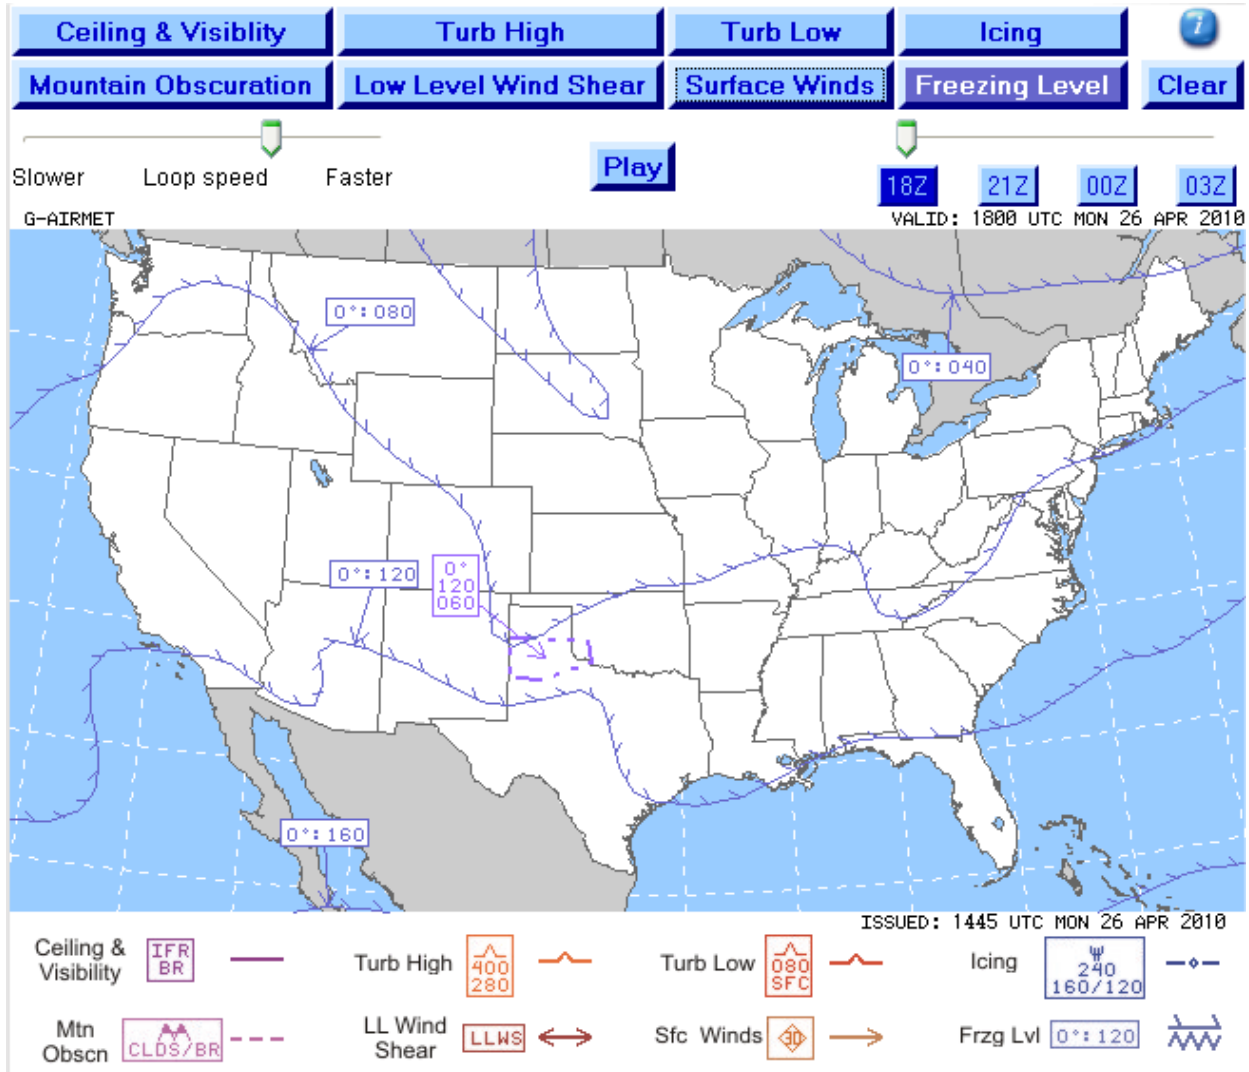 Ceiling & Visiblity Turb High Turb Low Icing i
Mountain Obscuration Low Level Wind Shear Surface Winds Freezing Level Clear
Slower Loop speed Faster
Play
18Z 21Z 00Z 03Z
G-AIRMET
VALID: 1800 UTC MON 26 APR 2010
0°:080
0°:040
0°:120
0°
120
060
0°:160
ISSUED: 1445 UTC MON 26 APR 2010
Ceiling &
Visibility
IFR
BR
Turb High
400
280
Turb Low
080
SFC
Icing
240
160/120
Mtn
Obscn
CLDS/BR
LL Wind
Shear
LLWS
Sfc Winds
30
Frzg Lvl
0°:120